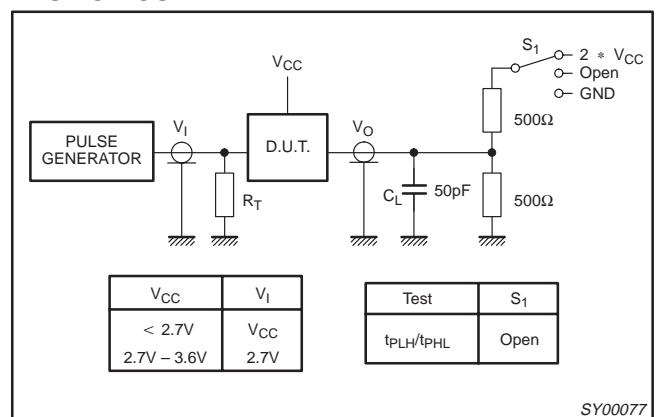 S1
2 * VCC
Open
GND
VCC
500Ω
PULSE
GENERATOR
VI
D.U.T.
VO
RT
CL
50pF
500Ω
VCC VI
< 2.7V VCC
2.7V – 3.6V 2.7V
Test S1
tPLH/tPHL Open
SY00077